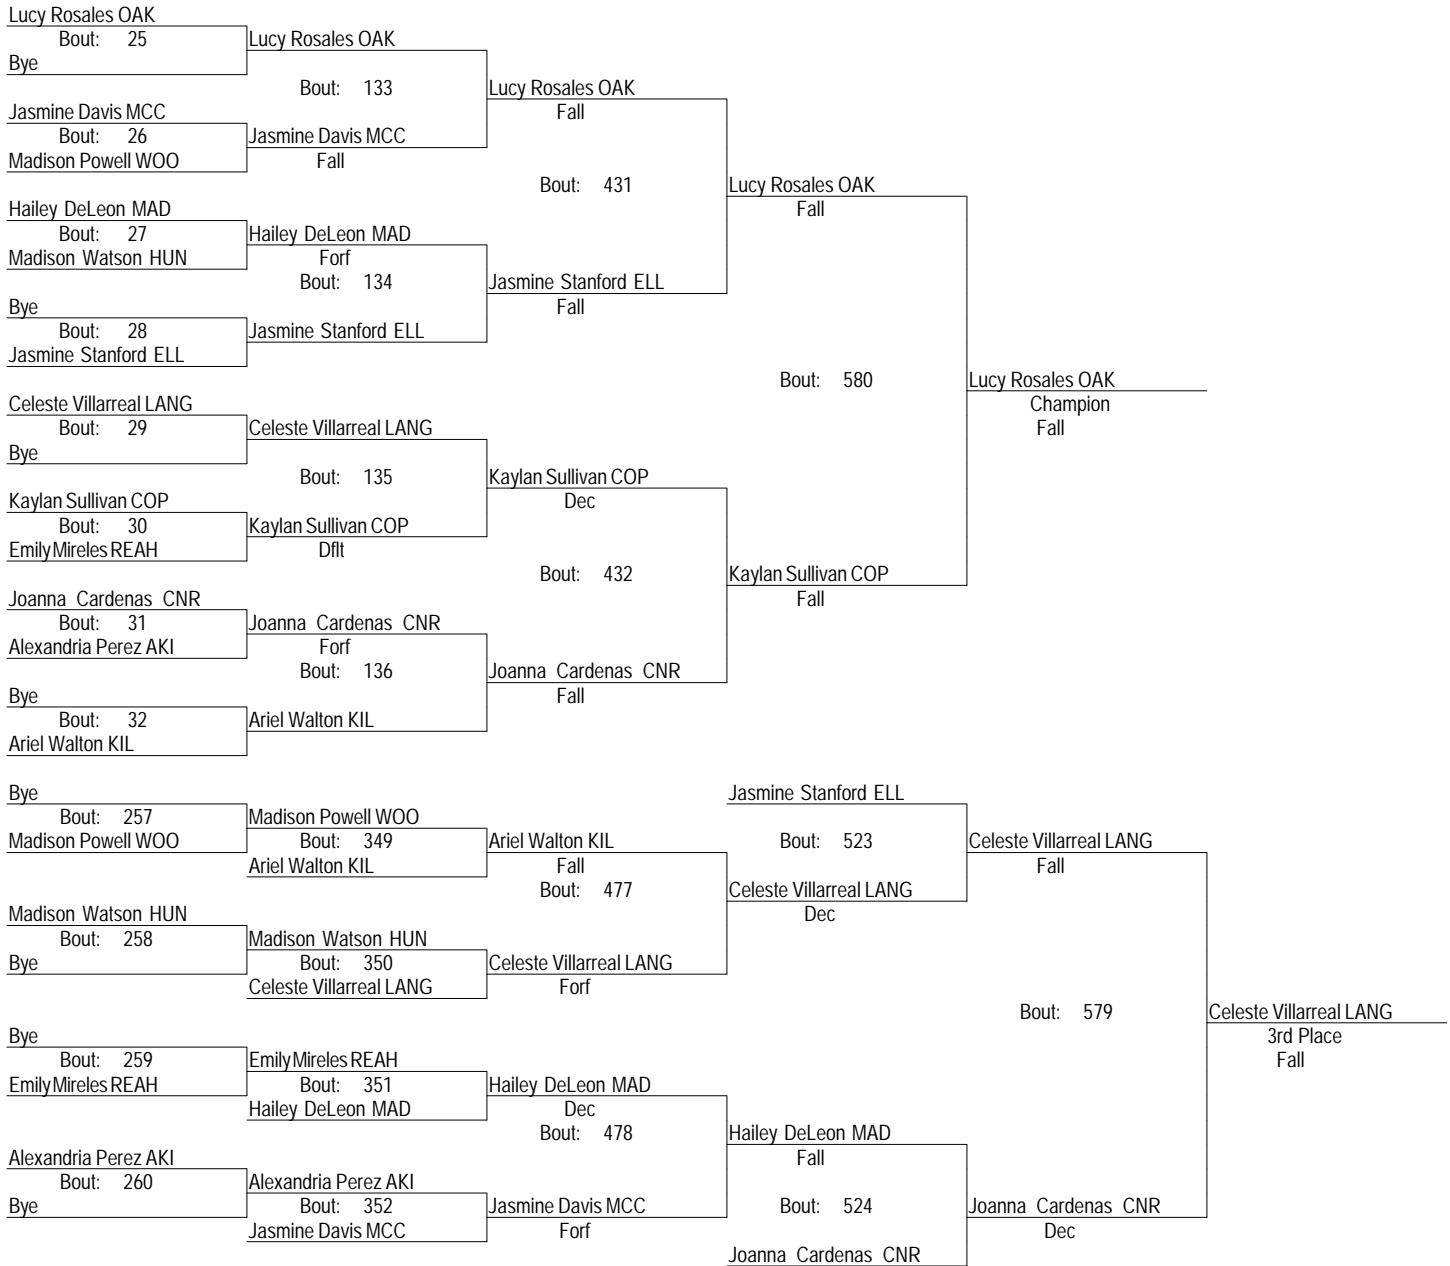 Lucy Rosales OAK
Bout: 25 Lucy Rosales OAK
Bye
Bout: 133 Lucy Rosales OAK
Jasmine Davis MCC Fall
Bout: 26 Jasmine Davis MCC
Madison Powell WOO Fall
Bout: 431 Lucy Rosales OAK
Hailey DeLeon MAD Fall
Bout: 27 Hailey DeLeon MAD
Madison Watson HUN Forf
Bout: 134 Jasmine Stanford ELL
Bye Fall
Bout: 28 Jasmine Stanford ELL
Jasmine Stanford ELL
Bout: 580 Lucy Rosales OAK
Celeste Villarreal LANG Champion
Bout: 29 Celeste Villarreal LANG Fall
Bye
Bout: 135 Kaylan Sullivan COP
Kaylan Sullivan COP Dec
Bout: 30 Kaylan Sullivan COP
Emily Mireles REAH Dflt
Bout: 432 Kaylan Sullivan COP
Joanna Cardenas CNR Fall
Bout: 31 Joanna Cardenas CNR
Alexandria Perez AKI Forf
Bout: 136 Joanna Cardenas CNR
Bye Fall
Bout: 32 Ariel Walton KIL
Ariel Walton KIL
Bye Jasmine Stanford ELL
Bout: 257 Madison Powell WOO
Madison Powell WOO Bout: 349 Ariel Walton KIL Bout: 523 Celeste Villarreal LANG
Ariel Walton KIL Fall Fall
Bout: 477 Celeste Villarreal LANG
Madison Watson HUN Dec
Bout: 258 Madison Watson HUN
Bye Bout: 350 Celeste Villarreal LANG
Celeste Villarreal LANG Forf
Bout: 579 Celeste Villarreal LANG
Bye 3rd Place
Bout: 259 Emily Mireles REAH Fall
Emily Mireles REAH Bout: 351 Hailey DeLeon MAD
Hailey DeLeon MAD Dec
Bout: 478 Hailey DeLeon MAD
Alexandria Perez AKI Fall
Bout: 260 Alexandria Perez AKI
Bye Bout: 352 Jasmine Davis MCC Bout: 524 Joanna Cardenas CNR
Jasmine Davis MCC Forf Dec
Joanna Cardenas CNR